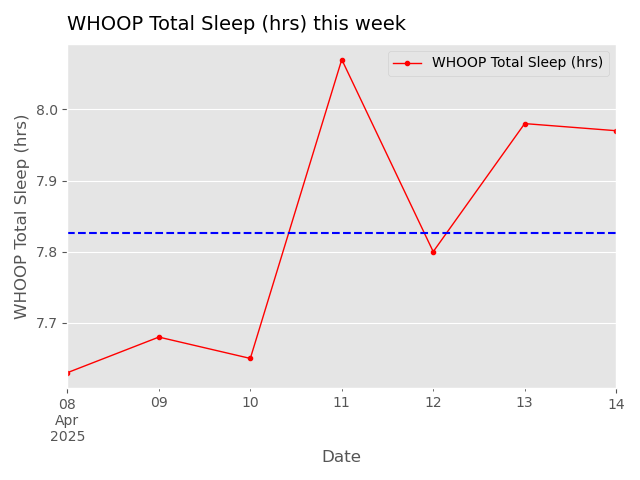 WHOOP Total Sleep (hrs) this week
WHOOP Total Sleep (hrs)
WHOOP Total Sleep (hrs)
8.0
7.9
7.8
7.7
08 09 10 11 12 13 14
Apr
2025
Date